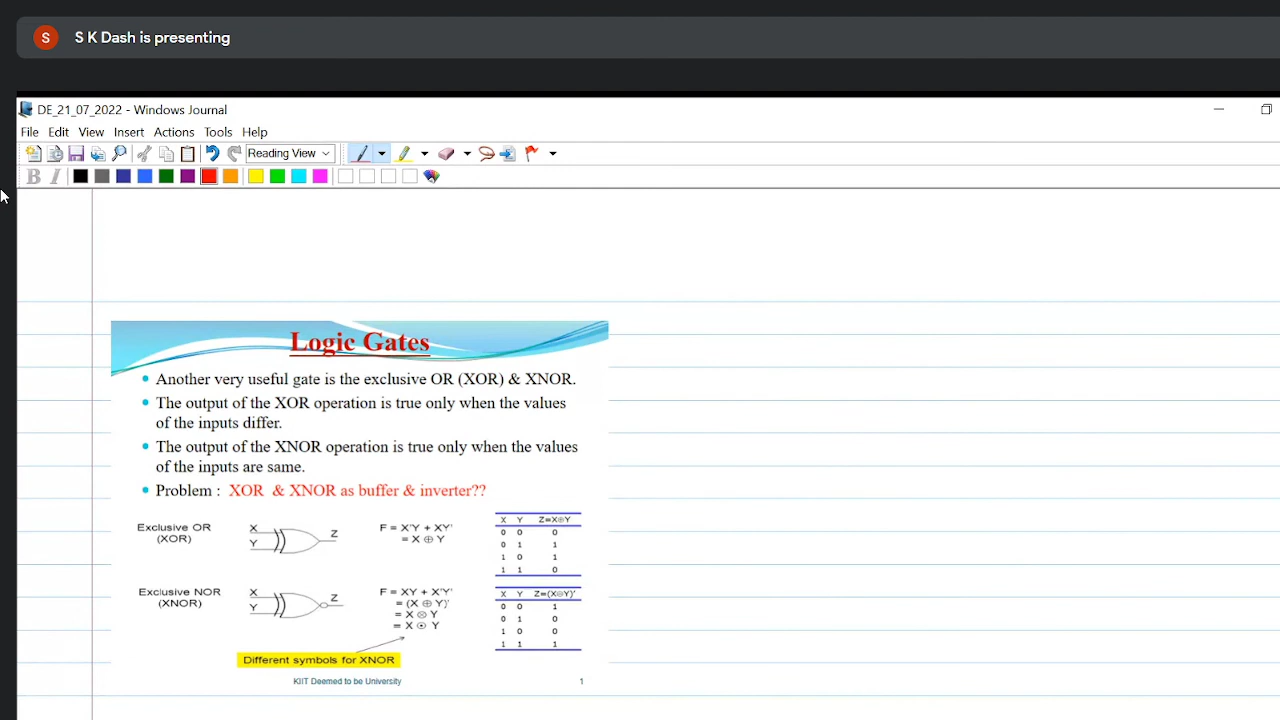 S
S K Dash is presenting
DE_21_07_2022 - Windows Journal
File Edit View Insert Actions Tools Help
Reading View
B I
Logic Gates
• Another very useful gate is the exclusive OR (XOR) & XNOR.
• The output of the XOR operation is true only when the values
of the inputs differ.
• The output of the XNOR operation is true only when the values
of the inputs are same.
• Problem : XOR & XNOR as buffer & inverter??
Exclusive OR
(XOR)
X
Y
Z
F = X'Y + XY'
= X ⊕ Y
X Y Z=X⊕Y
0 0 0
0 1 1
1 0 1
1 1 0
Exclusive NOR
(XNOR)
X
Y
Z
F = XY + X'Y'
= (X ⊕ Y)'
= X ⊗ Y
= X ⊙ Y
X Y Z=(X⊕Y)'
0 0 1
0 1 0
1 0 0
1 1 1
Different symbols for XNOR
KIIT Deemed to be University
1